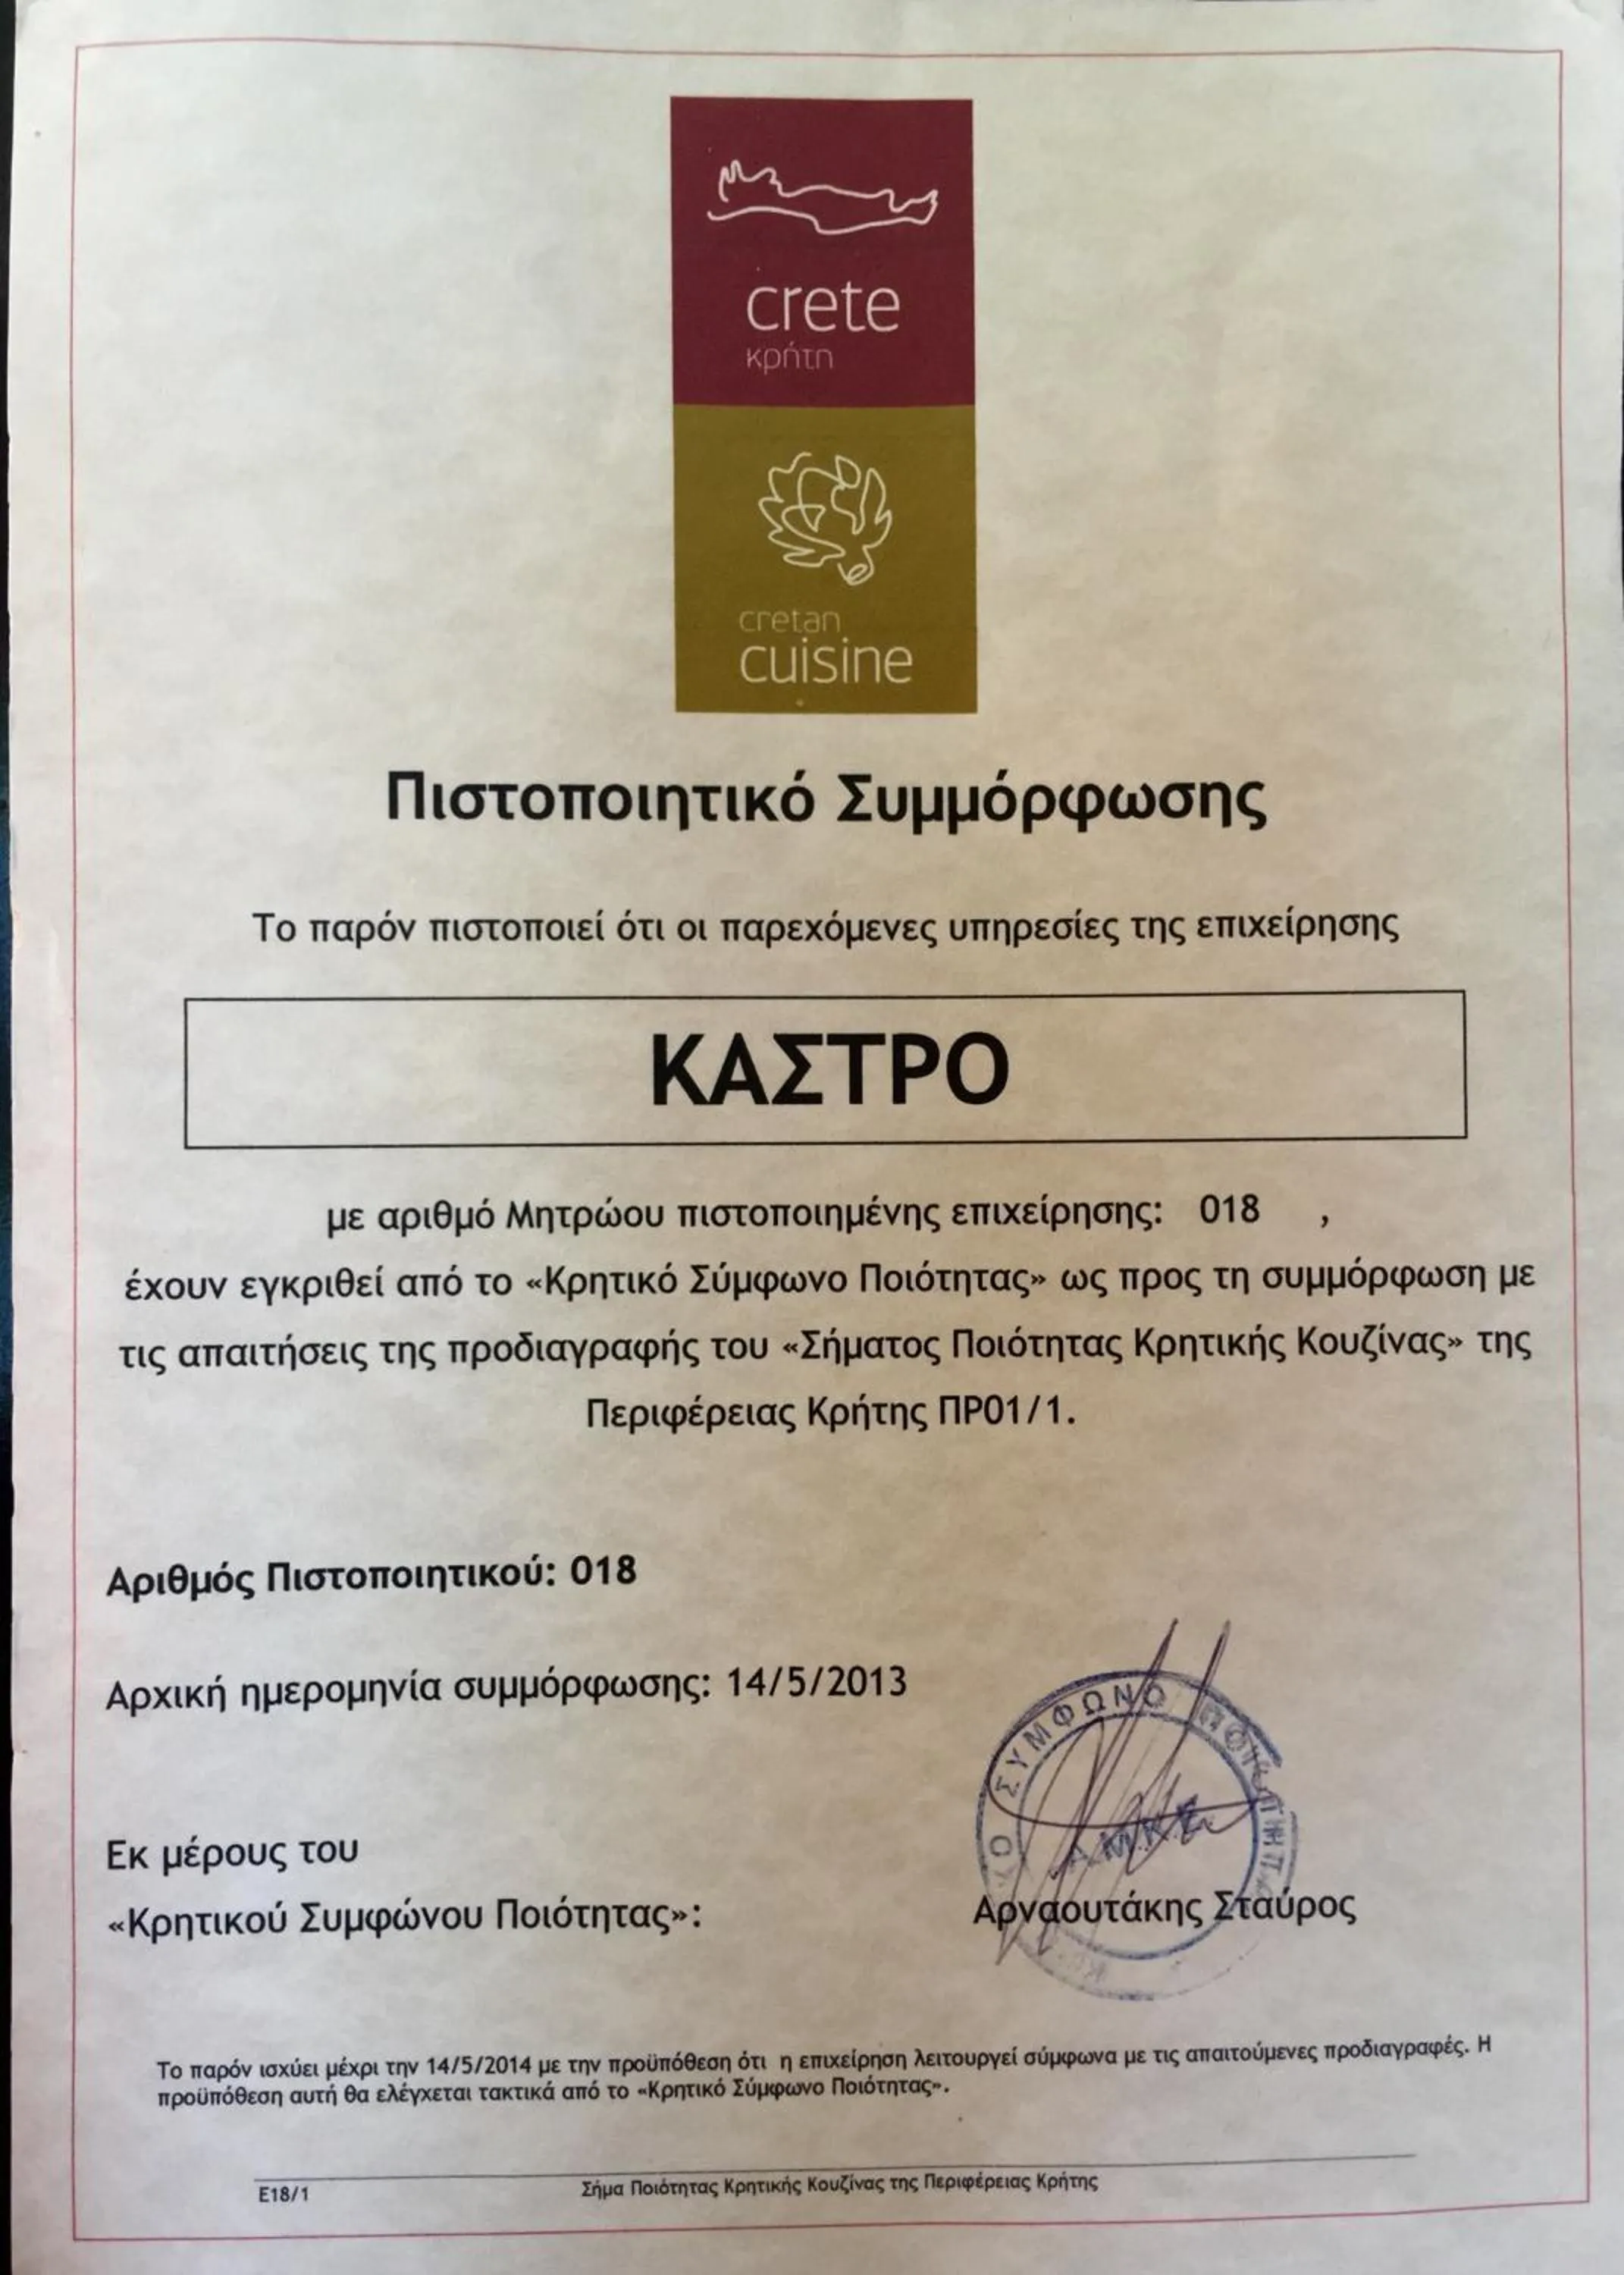 crete
κρήτη
cretan
cuisine
Πιστοποιητικό Συμμόρφωσης
Το παρόν πιστοποιεί ότι οι παρεχόμενες υπηρεσίες της επιχείρησης
ΚΑΣΤΡΟ
με αριθμό Μητρώου πιστοποιημένης επιχείρησης: 018 ,
έχουν εγκριθεί από το «Κρητικό Σύμφωνο Ποιότητας» ως προς τη συμμόρφωση με
τις απαιτήσεις της προδιαγραφής του «Σήματος Ποιότητας Κρητικής Κουζίνας» της
Περιφέρειας Κρήτης ΠΡ01/1.
Αριθμός Πιστοποιητικού: 018
Αρχική ημερομηνία συμμόρφωσης: 14/5/2013
ΣΥΜΦΩΝΟ
Εκ μέρους του
«Κρητικού Συμφώνου Ποιότητας»:
Αρναουτάκης Σταύρος
Το παρόν ισχύει μέχρι την 14/5/2014 με την προϋπόθεση ότι η επιχείρηση λειτουργεί σύμφωνα με τις απαιτούμενες προδιαγραφές. Η
προϋπόθεση αυτή θα ελέγχεται τακτικά από το «Κρητικό Σύμφωνο Ποιότητας».
Ε18/1
Σήμα Ποιότητας Κρητικής Κουζίνας της Περιφέρειας Κρήτης